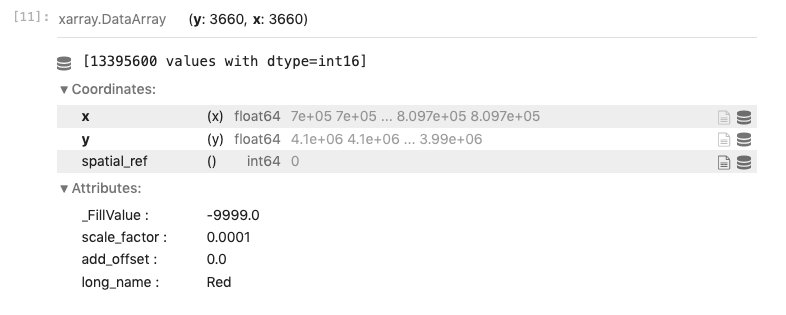 [11]: xarray.DataArray (y: 3660, x: 3660)
[13395600 values with dtype=int16]
▼ Coordinates:
x (x) float64 7e+05 7e+05 ... 8.097e+05 8.097e+05
y (y) float64 4.1e+06 4.1e+06 ... 3.99e+06
spatial_ref () int64 0
▼ Attributes:
_FillValue : -9999.0
scale_factor : 0.0001
add_offset : 0.0
long_name : Red